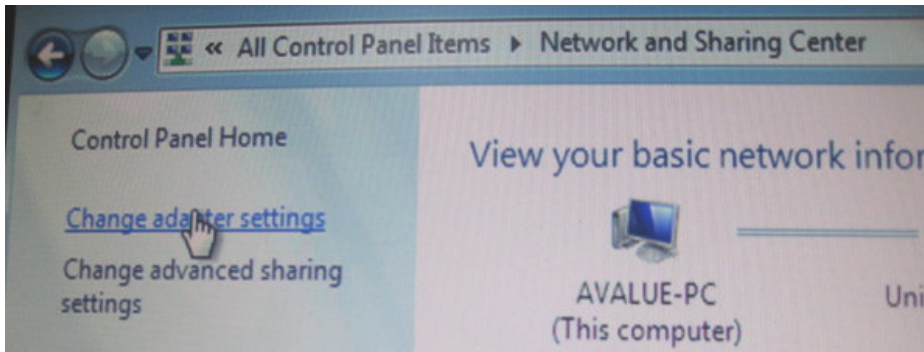 « All Control Panel Items ▸ Network and Sharing Center
Control Panel Home
Change adapter settings
Change advanced sharing
settings
View your basic network infor
AVALUE-PC
(This computer)
Uni